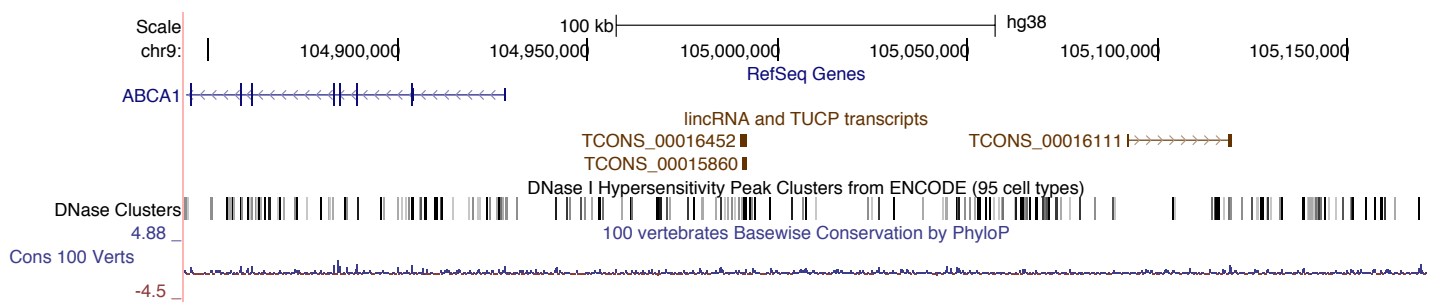 Scale 100 kb hg38
chr9: 104,900,000 104,950,000 105,000,000 105,050,000 105,100,000 105,150,000
RefSeq Genes
ABCA1
lincRNA and TUCP transcripts
TCONS_00016452 TCONS_00016111
TCONS_00015860
DNase I Hypersensitivity Peak Clusters from ENCODE (95 cell types)
DNase Clusters
4.88 _ 100 vertebrates Basewise Conservation by PhyloP
Cons 100 Verts
-4.5 _